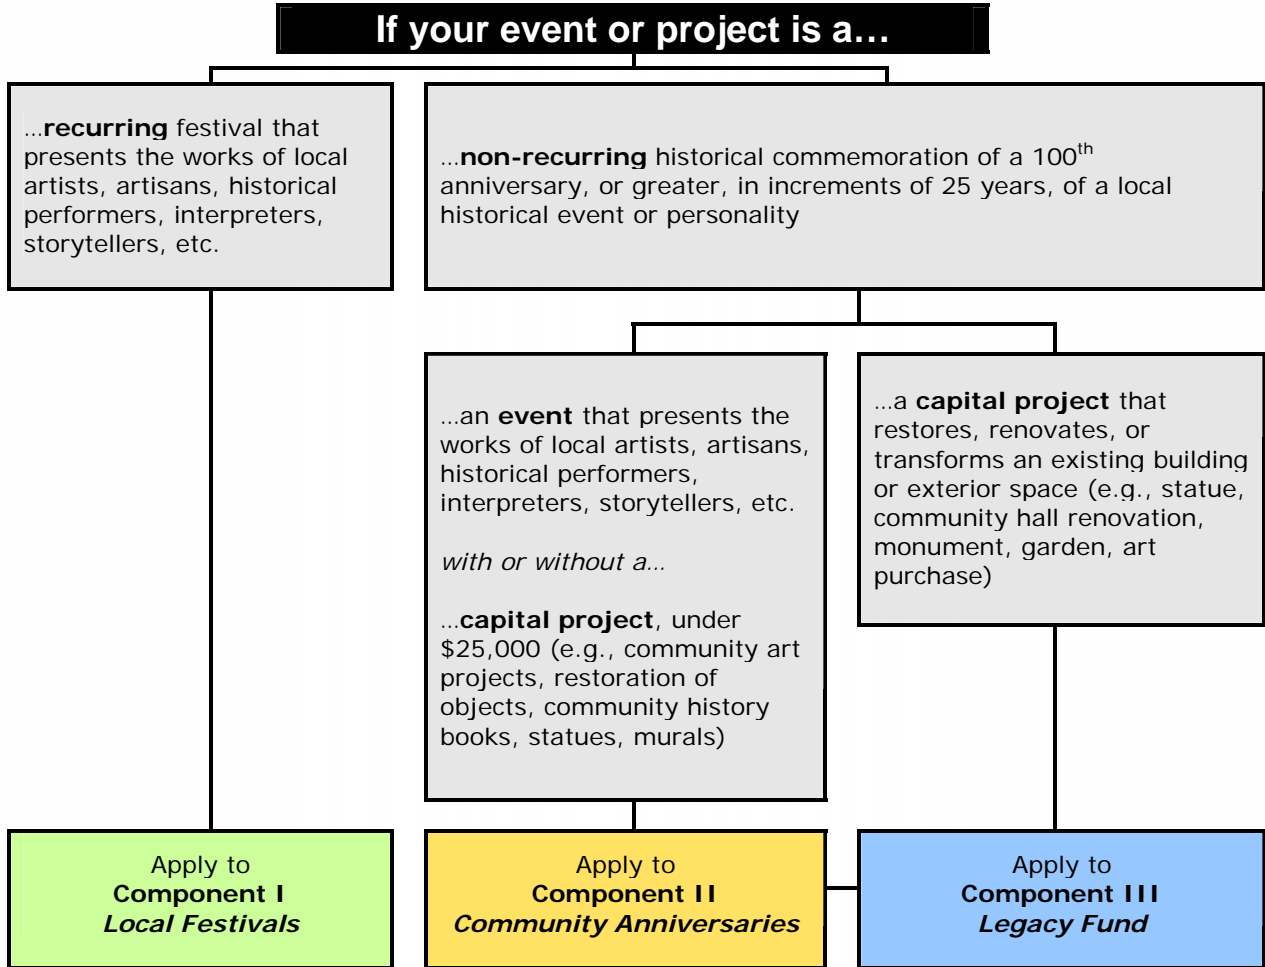 If your event or project is a…
…recurring festival that
presents the works of local
artists, artisans, historical
performers, interpreters,
storytellers, etc.
…non-recurring historical commemoration of a 100th
anniversary, or greater, in increments of 25 years, of a local
historical event or personality
…an event that presents the
works of local artists, artisans,
historical performers,
interpreters, storytellers, etc.
with or without a…
…capital project, under
$25,000 (e.g., community art
projects, restoration of
objects, community history
books, statues, murals)
…a capital project that
restores, renovates, or
transforms an existing building
or exterior space (e.g., statue,
community hall renovation,
monument, garden, art
purchase)
Apply to
Component I
Local Festivals
Apply to
Component II
Community Anniversaries
Apply to
Component III
Legacy Fund